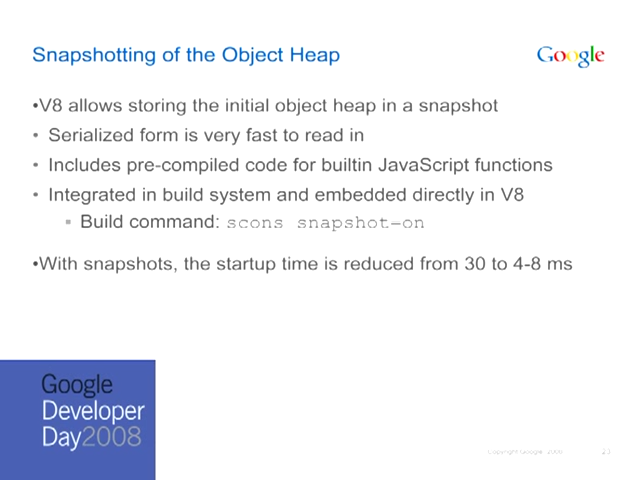 Snapshotting of the Object Heap
Google
•V8 allows storing the initial object heap in a snapshot
• Serialized form is very fast to read in
• Includes pre-compiled code for builtin JavaScript functions
• Integrated in build system and embedded directly in V8
▪ Build command: scons snapshot=on
•With snapshots, the startup time is reduced from 30 to 4-8 ms
Google
Developer
Day2008
Copyright Google